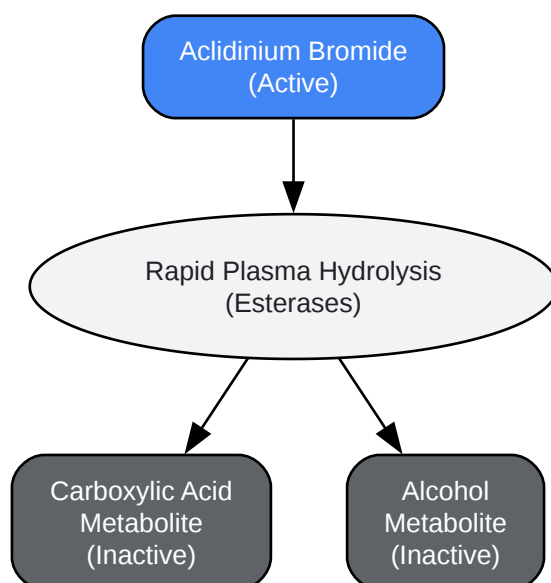 Aclidinium Bromide
(Active)
Rapid Plasma Hydrolysis
(Esterases)
Carboxylic Acid
Metabolite
(Inactive)
Alcohol
Metabolite
(Inactive)